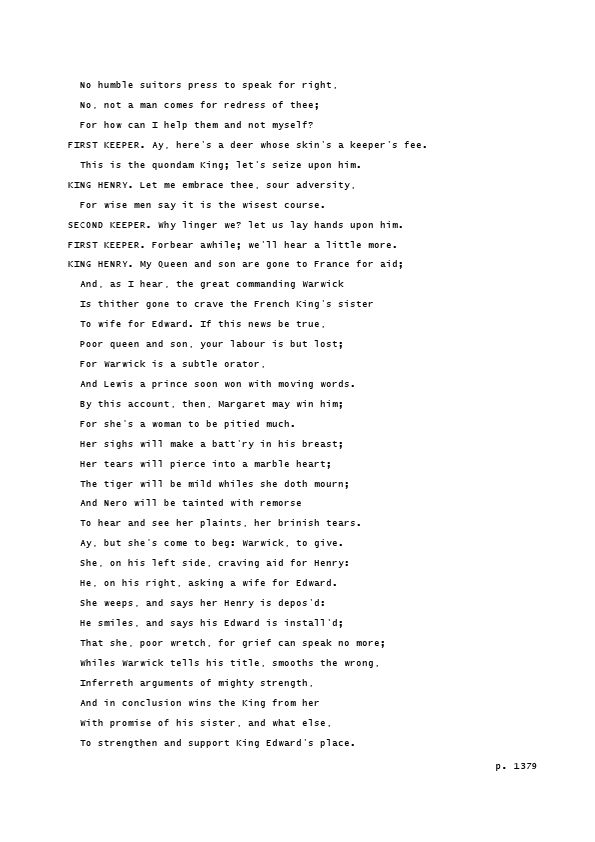 No humble suitors press to speak for right,
No, not a man comes for redress of thee;
For how can I help them and not myself?
FIRST KEEPER. Ay, here's a deer whose skin's a keeper's fee.
This is the quondam King; let's seize upon him.
KING HENRY. Let me embrace thee, sour adversity,
For wise men say it is the wisest course.
SECOND KEEPER. Why linger we? let us lay hands upon him.
FIRST KEEPER. Forbear awhile; we'll hear a little more.
KING HENRY. My Queen and son are gone to France for aid;
And, as I hear, the great commanding Warwick
Is thither gone to crave the French King's sister
To wife for Edward. If this news be true,
Poor queen and son, your labour is but lost;
For Warwick is a subtle orator,
And Lewis a prince soon won with moving words.
By this account, then, Margaret may win him;
For she's a woman to be pitied much.
Her sighs will make a batt'ry in his breast;
Her tears will pierce into a marble heart;
The tiger will be mild whiles she doth mourn;
And Nero will be tainted with remorse
To hear and see her plaints, her brinish tears.
Ay, but she's come to beg: Warwick, to give.
She, on his left side, craving aid for Henry:
He, on his right, asking a wife for Edward.
She weeps, and says her Henry is depos'd:
He smiles, and says his Edward is install'd;
That she, poor wretch, for grief can speak no more;
Whiles Warwick tells his title, smooths the wrong,
Inferreth arguments of mighty strength,
And in conclusion wins the King from her
With promise of his sister, and what else,
To strengthen and support King Edward's place.
p. 1379